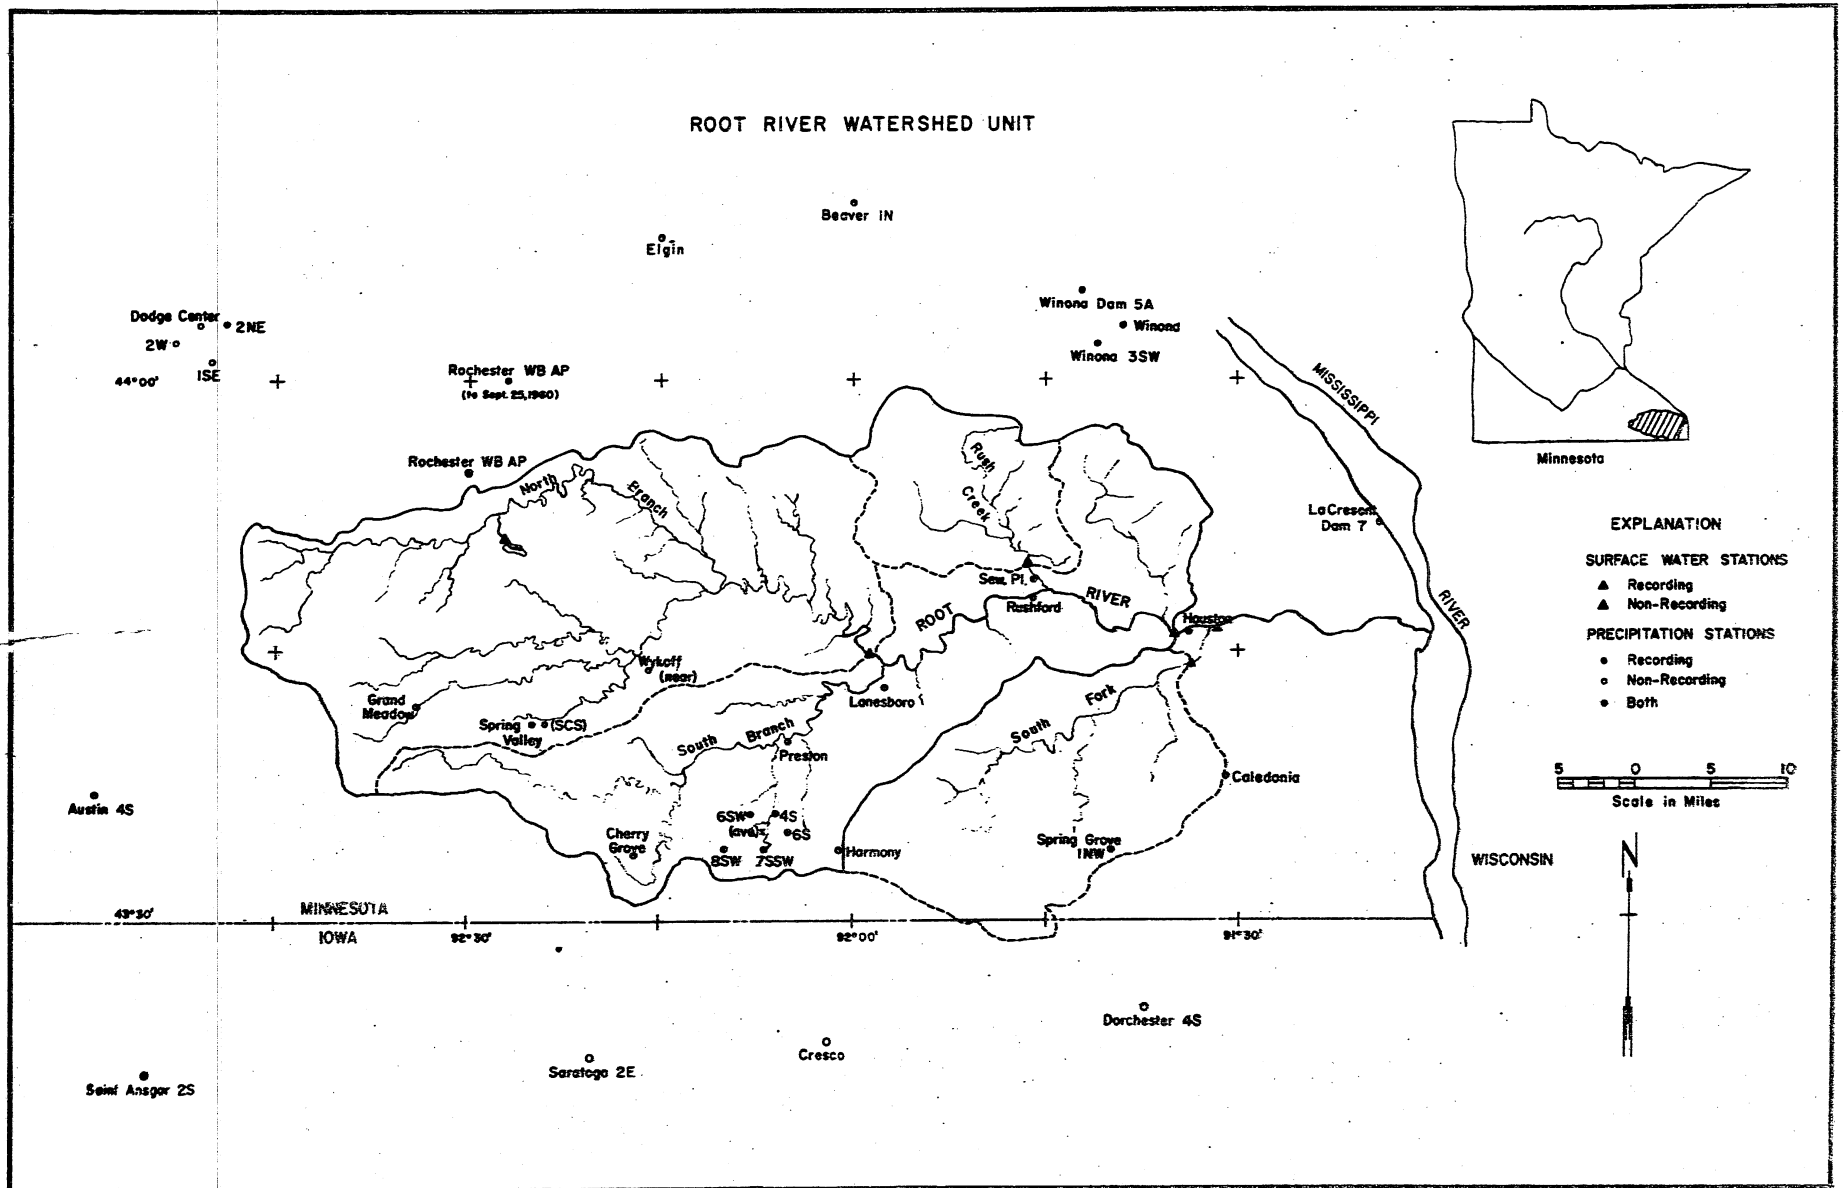 ROOT RIVER WATERSHED UNIT
Beaver 1N
Elgin
Winona Dam 5A
Winona
Winona 3SW
Dodge Center
2NE
2W
1SE
44°00'
Rochester WB AP
(to Sept. 25, 1960)
Rochester WB AP
North
Branch
Rush
Creek
MISSISSIPPI
RIVER
La Crescent
Dam 7
Minnesota
EXPLANATION
SURFACE WATER STATIONS
Recording
Non-Recording
PRECIPITATION STATIONS
Recording
Non-Recording
Both
Sew. Pl.
Rushford
ROOT
RIVER
Houston
Wykoff
(near)
Grand
Meadow
Spring
Valley
(SCS)
Lanesboro
South
Branch
Preston
South
Fork
Caledonia
5 0 5 10
Scale in Miles
Austin 4S
6SW
(ava)
4S
6S
Cherry
Grove
8SW
7SSW
Harmony
Spring Grove
1NW
N
WISCONSIN
43°30'
MINNESOTA
IOWA
92°30'
92°00'
91°30'
Dorchester 4S
Cresco
Saratoga 2E
Saint Ansgar 2S